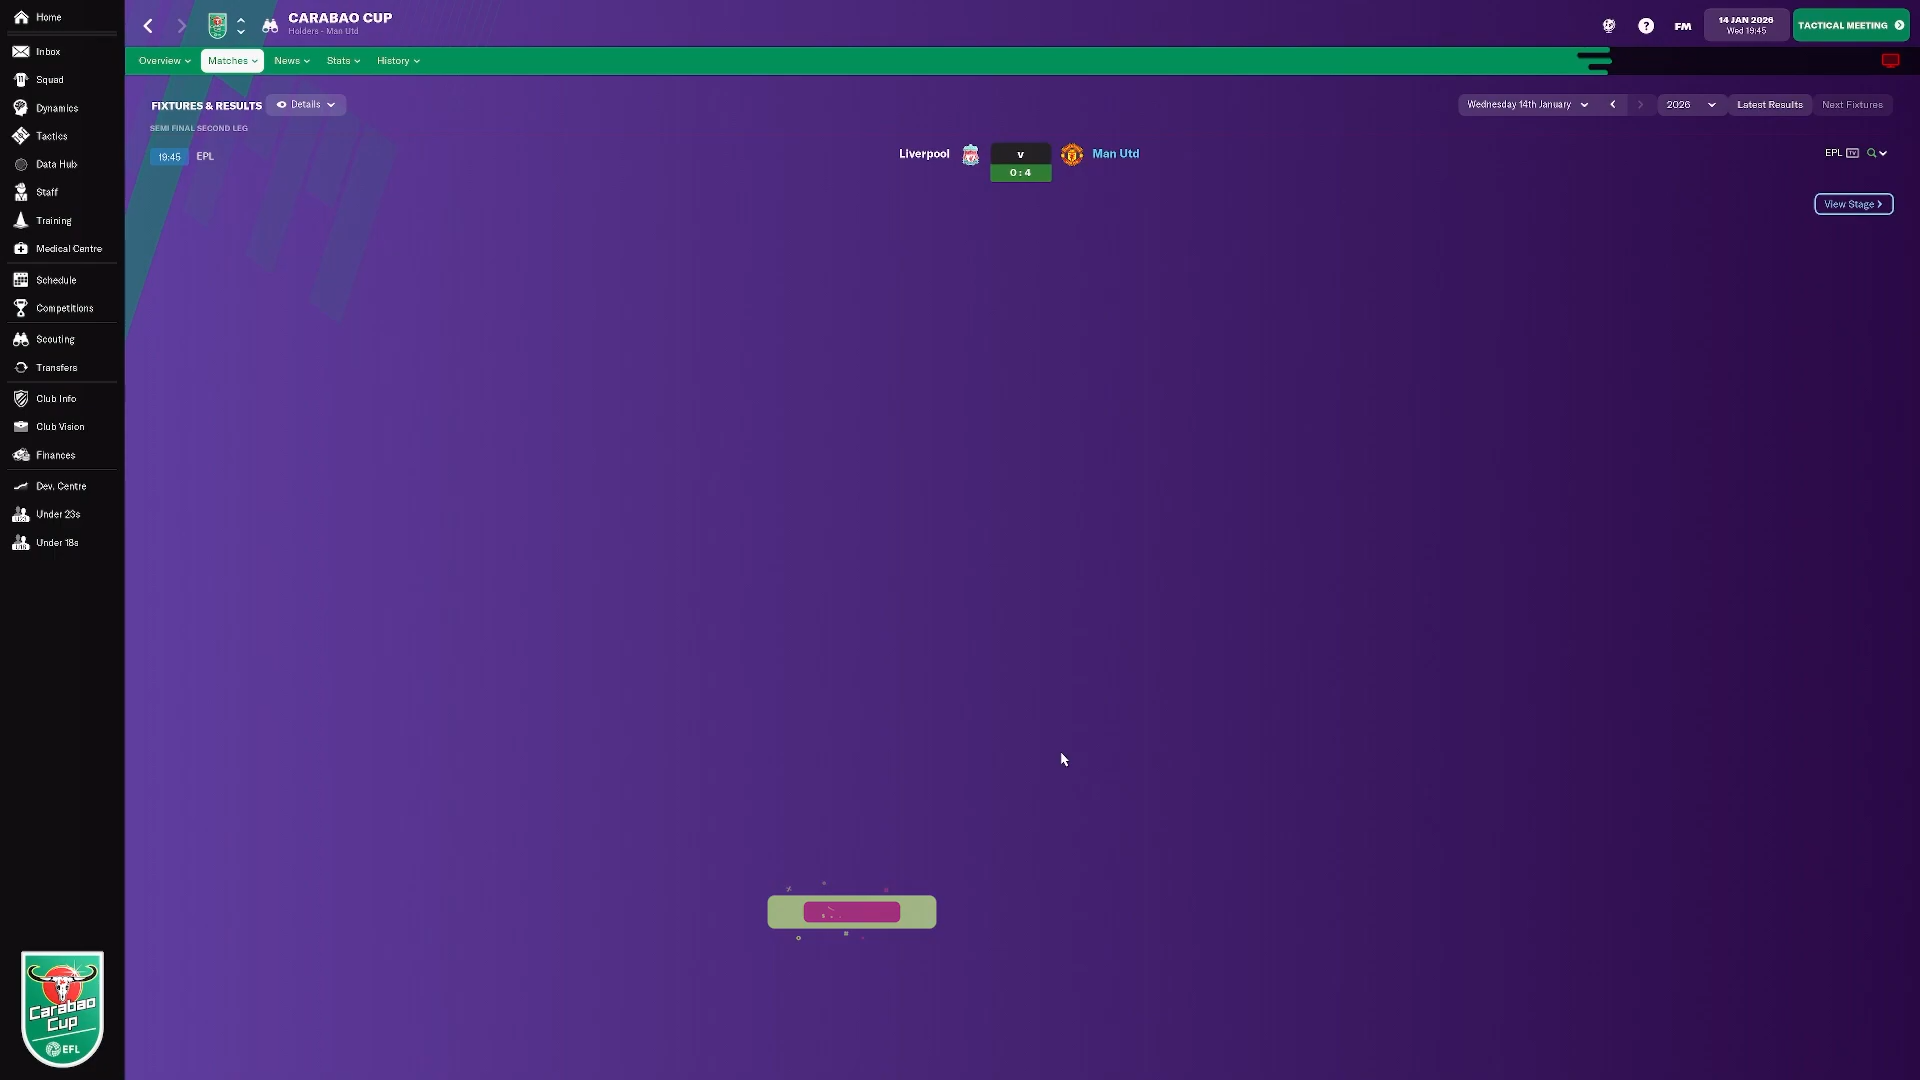 Home
CARABAO CUP
Holders - Man Utd
FM
14 JAN 2026
Wed 19:45
TACTICAL MEETING
Overview
Matches
News
Stats
History
Inbox
Squad
Dynamics
Tactics
Data Hub
Staff
Training
Medical Centre
Schedule
Competitions
Scouting
Transfers
Club Info
Club Vision
Finances
Dev. Centre
Under 23s
Under 18s
FIXTURES & RESULTS
Details
Wednesday 14th January
2026
Latest Results
Next Fixtures
SEMI FINAL SECOND LEG
19:45 EPL
Liverpool v Man Utd
0 : 4
EPL TV
View Stage
Carabao
Cup
EFL